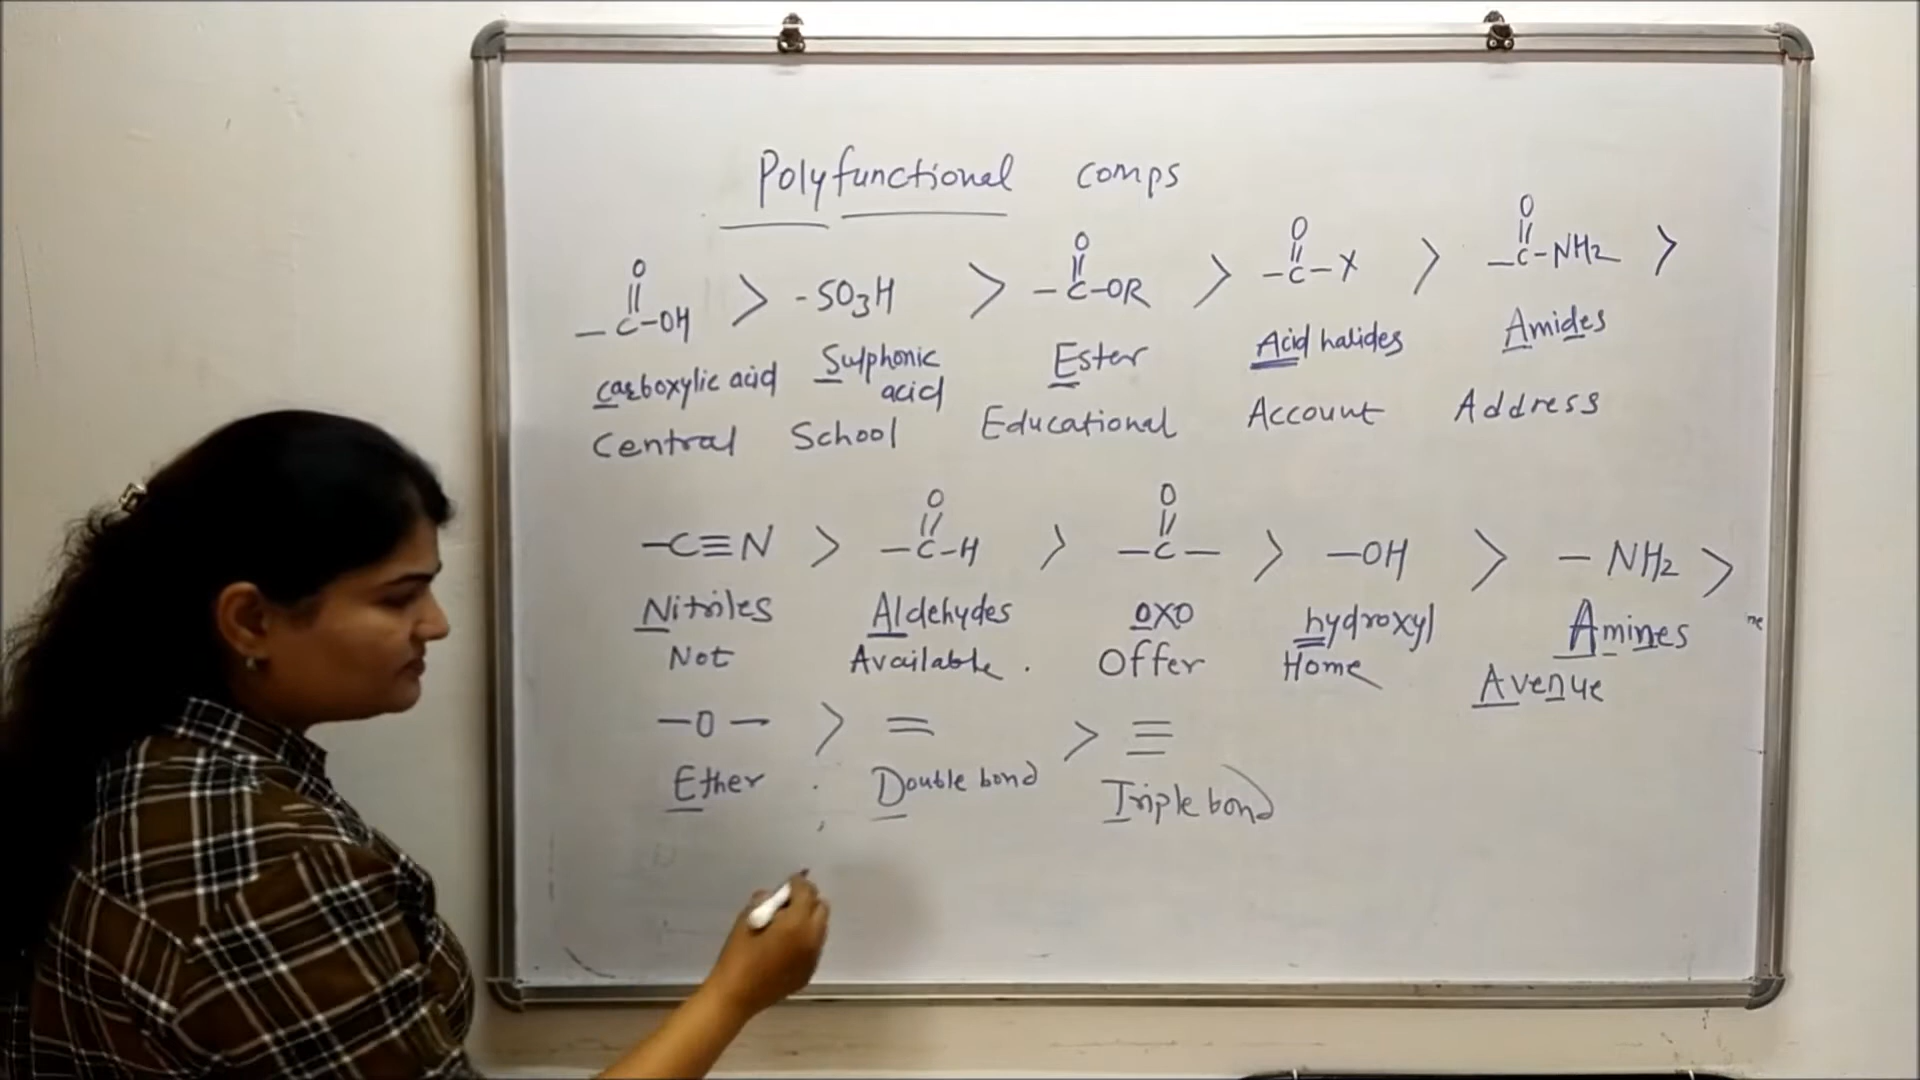 Polyfunctional comps
O O O O
|| || || ||
-C-OH > -SO3H > -C-OR > -C-X > -C-NH2 >
carboxylic acid Sulphonic acid Ester Acid halides Amides
Central School Educational Account Address
O O
|| ||
-C≡N > -C-H > -C- > -OH > -NH2 >
Nitriles Aldehydes oxo hydroxyl Amines
Not Available . Offer Home Avenue
-O- > = > ≡
Ether Double bond Triple bond